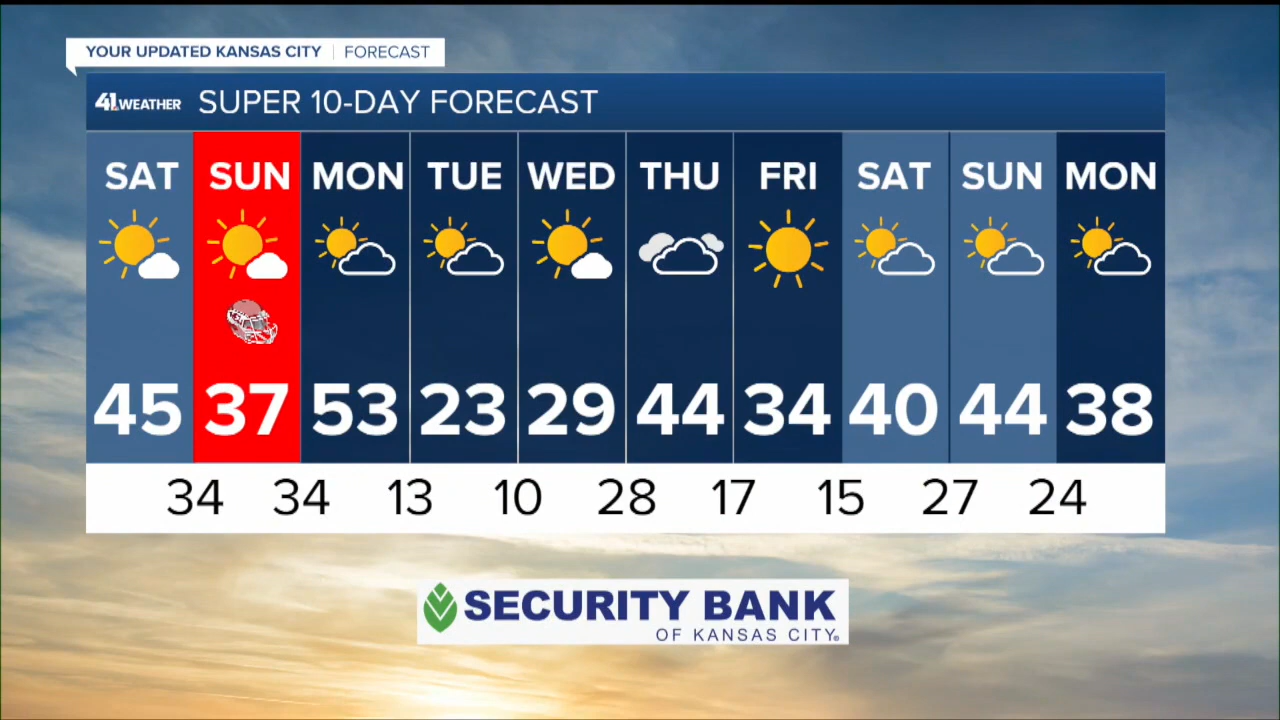 YOUR UPDATED KANSAS CITY | FORECAST
41 WEATHER SUPER 10-DAY FORECAST
SAT SUN MON TUE WED THU FRI SAT SUN MON
45 37 53 23 29 44 34 40 44 38
34 34 13 10 28 17 15 27 24
SECURITY BANK
OF KANSAS CITY®